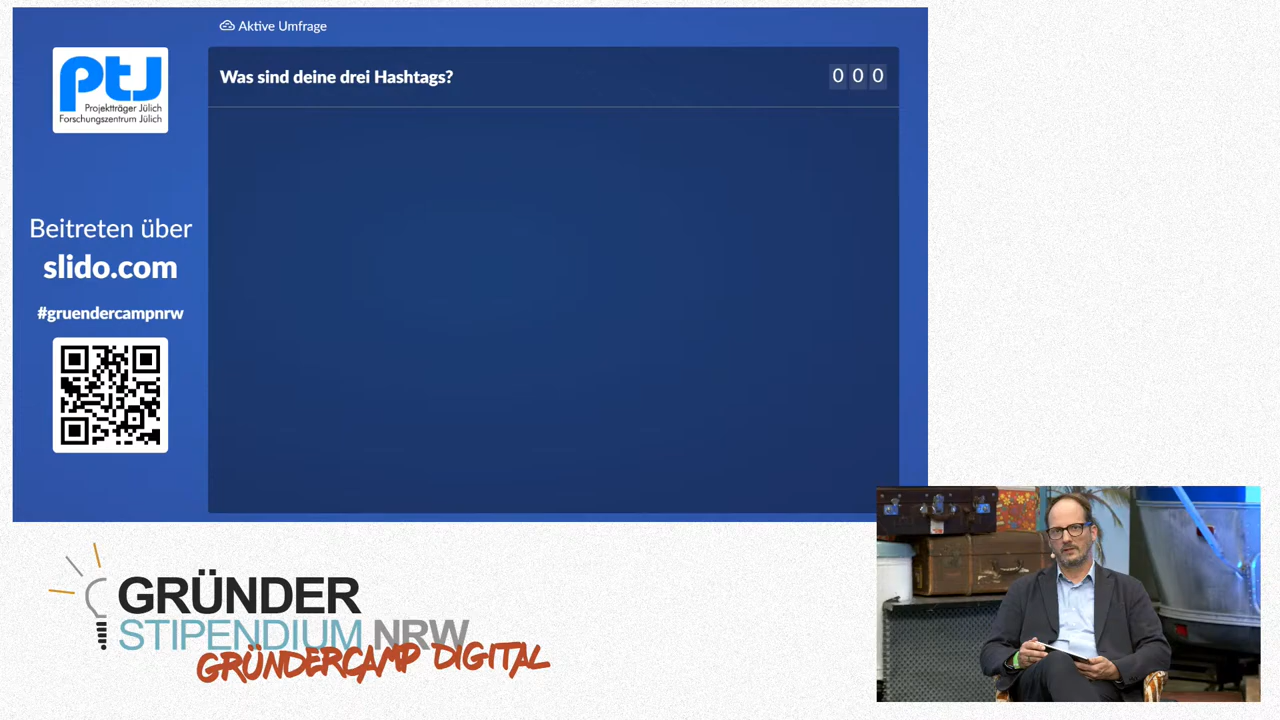 Aktive Umfrage
ptj
Projektträger Jülich
Forschungszentrum Jülich
Was sind deine drei Hashtags?
0 0 0
Beitreten über
slido.com
#gruendercampnrw
GRÜNDER
STIPENDIUM NRW
GRÜNDERCAMP DIGITAL